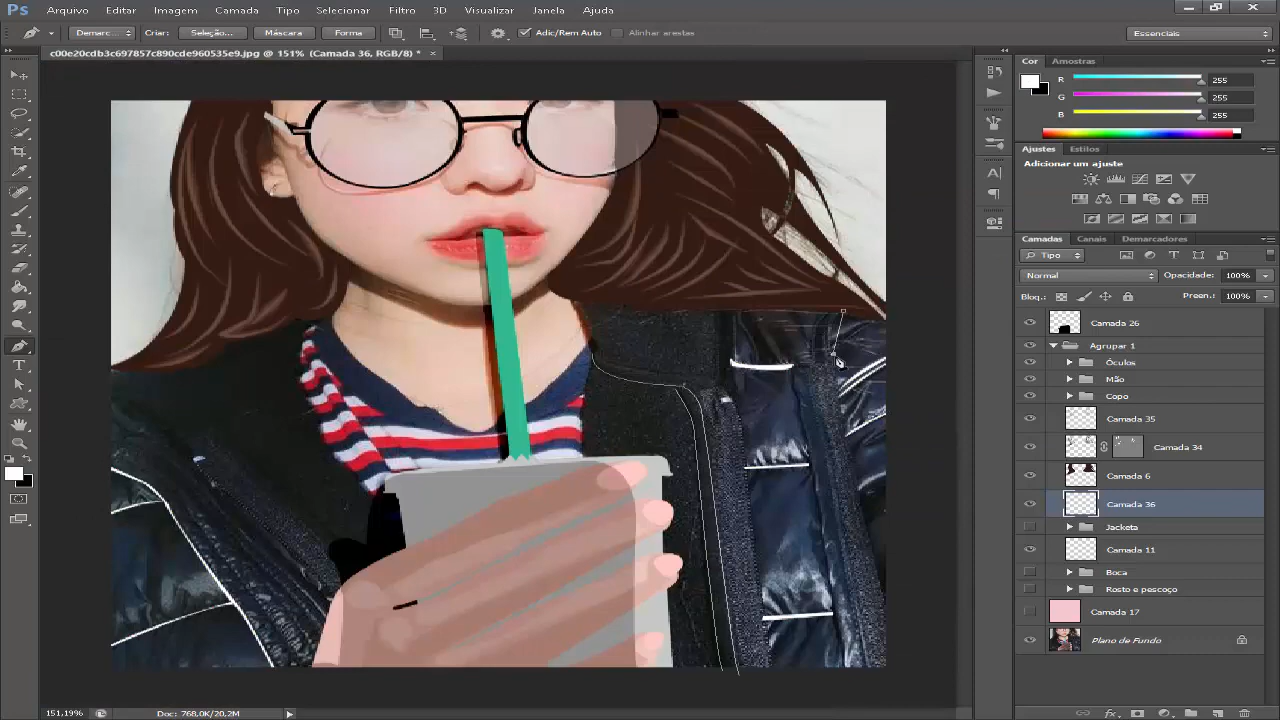 Ps Arquivo Editar Imagem Camada Tipo Selecionar Filtro 3D Visualizar Janela Ajuda
Demarc... Criar: Seleção... Máscara Forma Adic/Rem Auto Alinhar arestas Essenciais
c00e20cdb3c697857c890cde960535e9.jpg @ 151% (Camada 36, RGB/8) * ×
Cor Amostras
R 255
G 255
B 255
Ajustes Estilos
Adicionar um ajuste
Camadas Canais Demarcadores
Tipo
Normal Opacidade: 100%
Bloq.: Preen.: 100%
Camada 26
Agrupar 1
Óculos
Mão
Copo
Camada 35
Camada 34
Camada 6
Camada 36
Jacketa
Camada 11
Boca
Rosto e pescoço
Camada 17
Plano de Fundo
151,19% Doc: 768,0K/20,2M